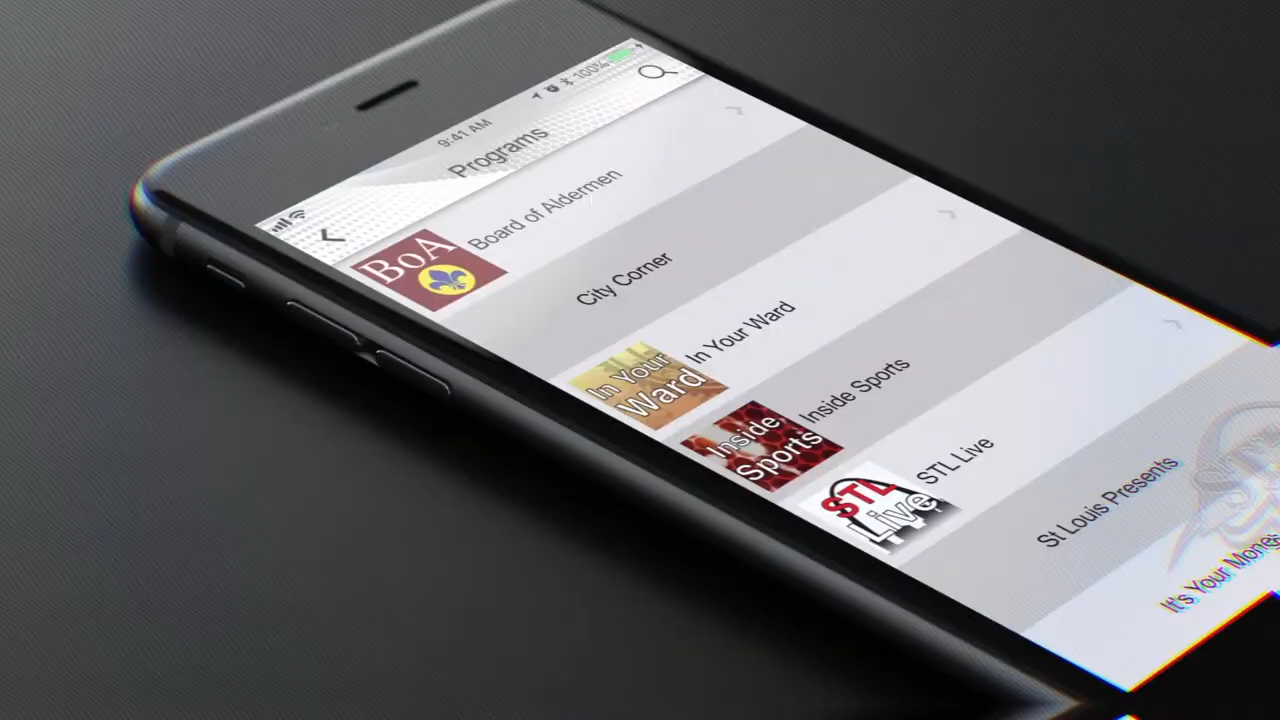 9:41 AM
100%
Programs
BoA
Board of Aldermen
City Corner
In Your
Ward
In Your Ward
Inside
Sports
Inside Sports
STL
Live
STL Live
St Louis Presents
It's Your Money